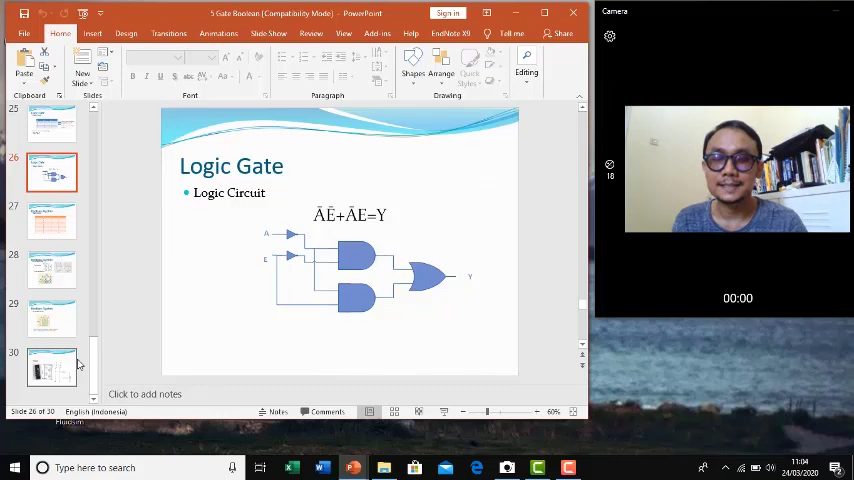 5 Gate Boolean [Compatibility Mode] - PowerPoint
Sign in
File Home Insert Design Transitions Animations Slide Show Review View Add-ins EndNote X9 Tell me Share
Paste
New
Slide
Shapes Arrange Quick
Styles
Editing
Clipboard Slides Font Paragraph Drawing
25
26
27
28
29
30
Logic Gate
Logic Circuit
ĀĒ+ĀE=Y
A
E
Y
Click to add notes
Slide 26 of 30 English (Indonesia) Notes Comments 60%
Camera
18
00:00
Fluidsim
Type here to search
11:04
24/03/2020
2